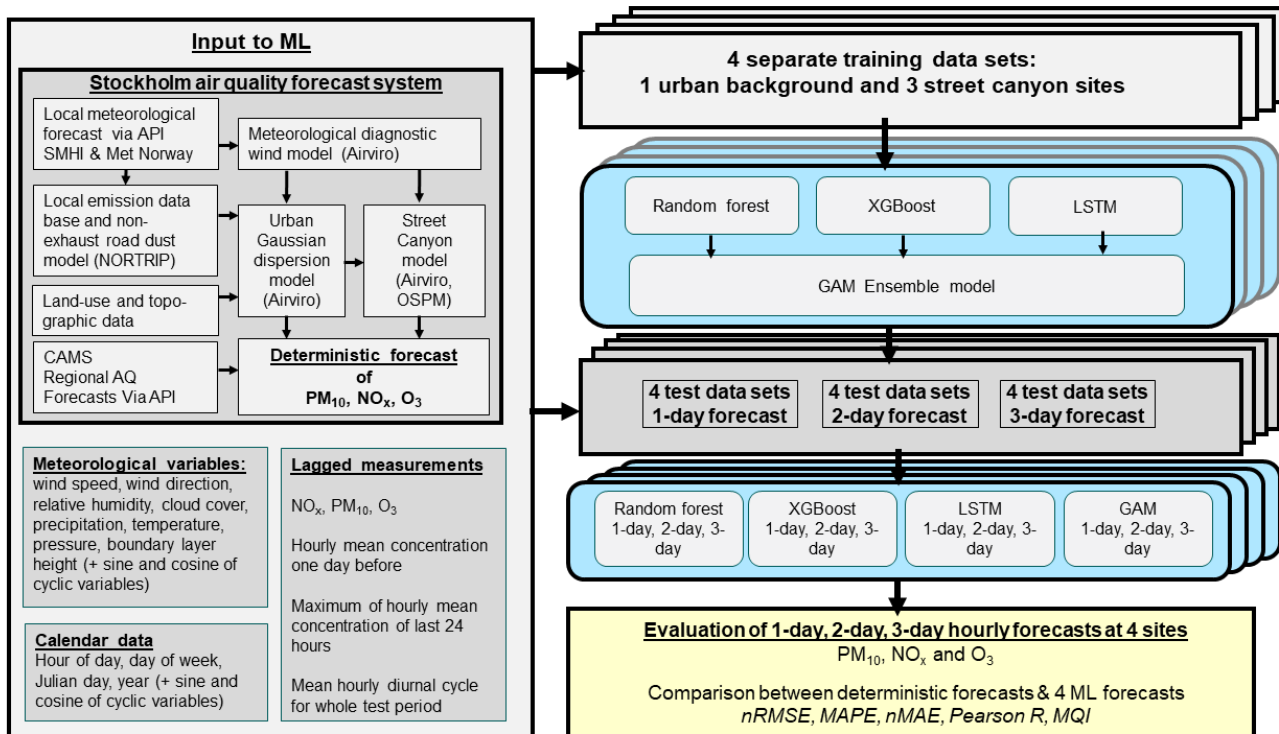 Input to ML
Stockholm air quality forecast system
Local meteorological
forecast via API
SMHI & Met Norway
Meteorological diagnostic
wind model (Airviro)
Local emission data
base and non-
exhaust road dust
model (NORTRIP)
Urban
Gaussian
dispersion
model
(Airviro)
Street
Canyon
model
(Airviro,
OSPM)
Land-use and topo-
graphic data
CAMS
Regional AQ
Forecasts Via API
Deterministic forecast
of
PM10, NOx, O3
Meteorological variables:
wind speed, wind direction,
relative humidity, cloud cover,
precipitation, temperature,
pressure, boundary layer
height (+ sine and cosine of
cyclic variables)
Calendar data
Hour of day, day of week,
Julian day, year (+ sine and
cosine of cyclic variables)
Lagged measurements
NOx, PM10, O3
Hourly mean concentration
one day before
Maximum of hourly mean
concentration of last 24
hours
Mean hourly diurnal cycle
for whole test period
4 separate training data sets:
1 urban background and 3 street canyon sites
Random forest
XGBoost
LSTM
GAM Ensemble model
4 test data sets
1-day forecast
4 test data sets
2-day forecast
4 test data sets
3-day forecast
Random forest
1-day, 2-day, 3-
day
XGBoost
1-day, 2-day, 3-
day
LSTM
1-day, 2-day, 3-
day
GAM
1-day, 2-day, 3-
day
Evaluation of 1-day, 2-day, 3-day hourly forecasts at 4 sites
PM10, NOx and O3
Comparison between deterministic forecasts & 4 ML forecasts
nRMSE, MAPE, nMAE, Pearson R, MQI